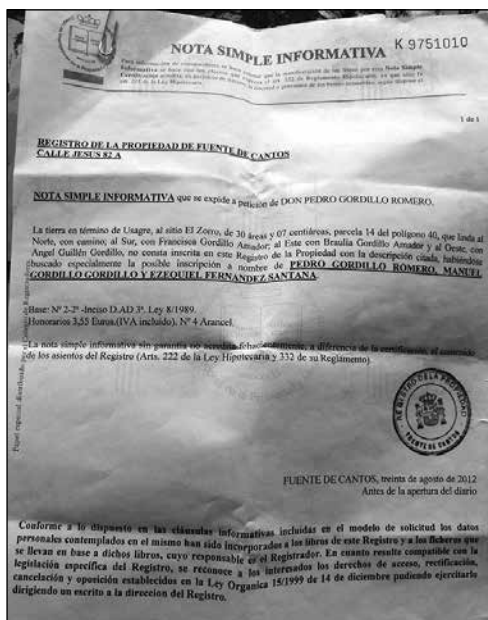 NOTA SIMPLE INFORMATIVA K 9751010
1 de 1
REGISTRO DE LA PROPIEDAD DE FUENTE DE CANTOS
CALLE JESUS 82 A
NOTA SIMPLE INFORMATIVA que se expide a petición de DON PEDRO GORDILLO ROMERO.
La tierra en término de Usagre, al sitio El Zorro, de 30 áreas y 07 centiáreas, parcela 14 del polígono 40, que linda al
Norte, con camino; al Sur, con Francisca Gordillo Amador; al Este con Braulia Gordillo Amador y al Oeste, con
Angel Guillén Gordillo, no consta inscrita en este Registro de la Propiedad con la descripción citada, habiéndose
buscado especialmente la posible inscripción a nombre de PEDRO GORDILLO ROMERO, MANUEL
GORDILLO GORDILLO Y EZEQUIEL FERNÁNDEZ SANTANA.
Base: Nº 2-2º -Inciso D.AD 3ª. Ley 8/1989.
Honorarios 3,55 Euros.(IVA incluido). Nº 4 Arancel.
La nota simple informativa sin garantía no acredita fehacientemente, a diferencia de la certificación, el contenido
de los asientos del Registro (Arts. 222 de la Ley Hipotecaria y 332 de su Reglamento).
REGISTRO DE LA PROPIEDAD
FUENTE DE CANTOS
FUENTE DE CANTOS, treinta de agosto de 2012
Antes de la apertura del diario
Conforme a lo dispuesto en las cláusulas informativas incluidas en el modelo de solicitud los datos
personales contemplados en el mismo han sido incorporados a los libros de este Registro y a los ficheros que
se llevan en base a dichos libros, cuyo responsable es el Registrador. En cuanto resulte compatible con la
legislación específica del Registro, se reconoce a los interesados los derechos de acceso, rectificación,
cancelación y oposición establecidos en la Ley Organica 15/1999 de 14 de diciembre pudiendo ejercitarlo
dirigiendo un escrito a la direccion del Registro.